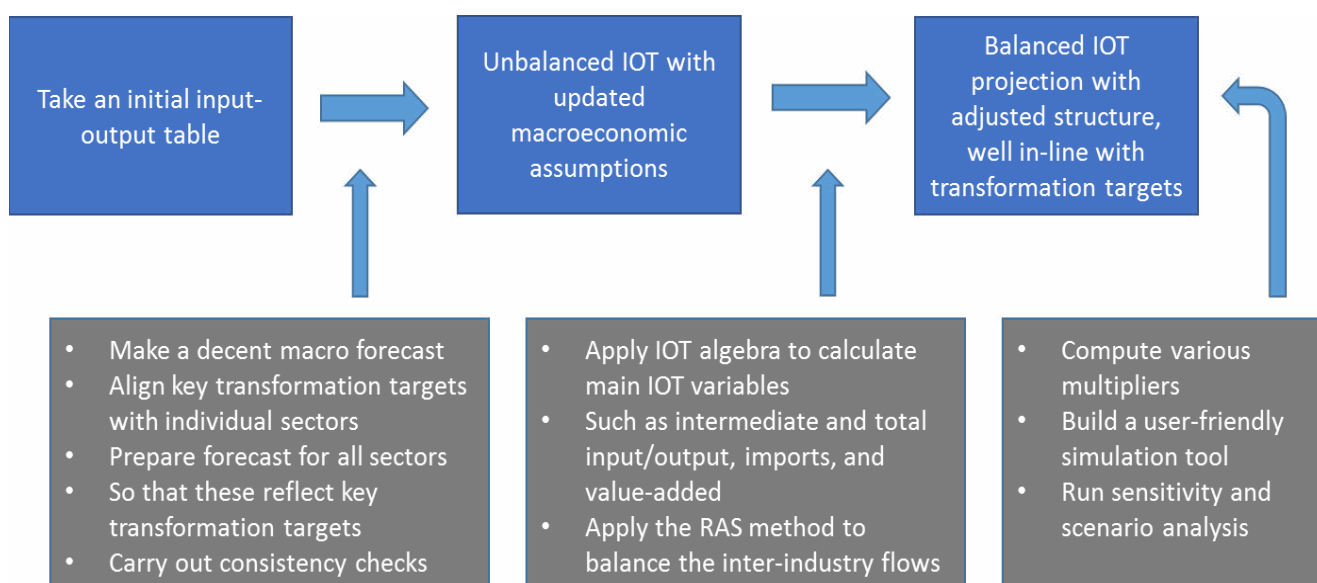 Take an initial input-
output table
Unbalanced IOT with
updated
macroeconomic
assumptions
Balanced IOT
projection with
adjusted structure,
well in-line with
transformation targets
• Make a decent macro forecast
• Align key transformation targets
with individual sectors
• Prepare forecast for all sectors
• So that these reflect key
transformation targets
• Carry out consistency checks
• Apply IOT algebra to calculate
main IOT variables
• Such as intermediate and total
input/output, imports, and
value-added
• Apply the RAS method to
balance the inter-industry flows
• Compute various
multipliers
• Build a user-friendly
simulation tool
• Run sensitivity and
scenario analysis